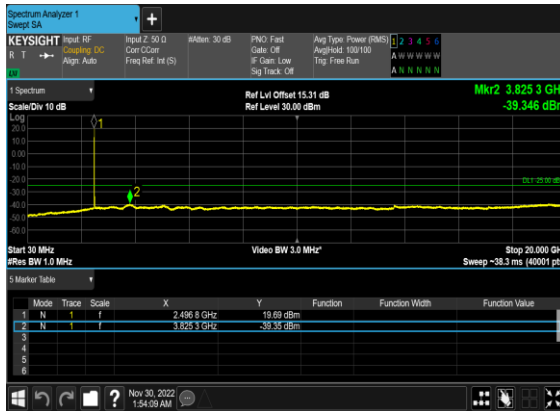 Spectrum Analyzer 1
Swept SA
KEYSIGHT
R T
Input: RF
Coupling: DC
Align: Auto
Input Z: 50 Ω
Corr CCorr
Freq Ref: Int (S)
#Atten: 30 dB
PNO: Fast
Gate: Off
IF Gain: Low
Sig Track: Off
Avg Type: Power (RMS)
Avg|Hold: 100/100
Trig: Free Run
1 2 3 4 5 6
A W W W W W
A N N N N N
1 Spectrum
Scale/Div 10 dB
Ref Lvl Offset 15.31 dB
Ref Level 30.00 dBm
Mkr2 3.825 3 GH
-39.346 dBr
Log
20.0
10.0
0.00
-10.0
-20.0
-30.0
-40.0
-50.0
-60.0
1
2
DL1 -25.00 dB
Start 30 MHz
#Res BW 1.0 MHz
Video BW 3.0 MHz*
Stop 20.000 GH
Sweep ~38.3 ms (40001 pt
5 Marker Table
Mode Trace Scale X Y Function Function Width Function Value
1 N 1 f 2.496 8 GHz 19.69 dBm
2 N 1 f 3.825 3 GHz -39.35 dBm
3
4
5
6
?
Nov 30, 2022
1:54:09 AM